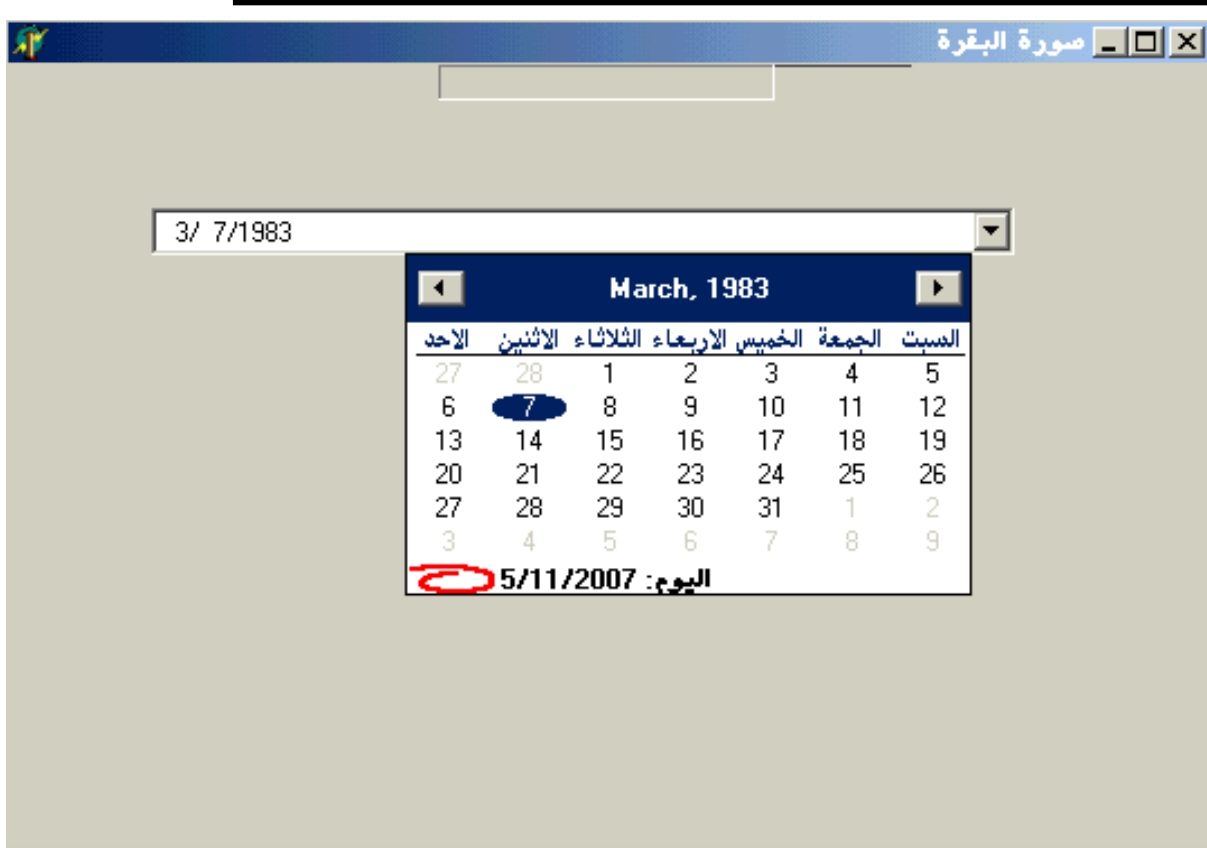 صورة البقرة
3/ 7/1983
March, 1983
الاحد الاثنين الثلاثاء الاربعاء الخميس الجمعة السبت
27 28 1 2 3 4 5
6 7 8 9 10 11 12
13 14 15 16 17 18 19
20 21 22 23 24 25 26
27 28 29 30 31 1 2
3 4 5 6 7 8 9
اليوم: 5/11/2007